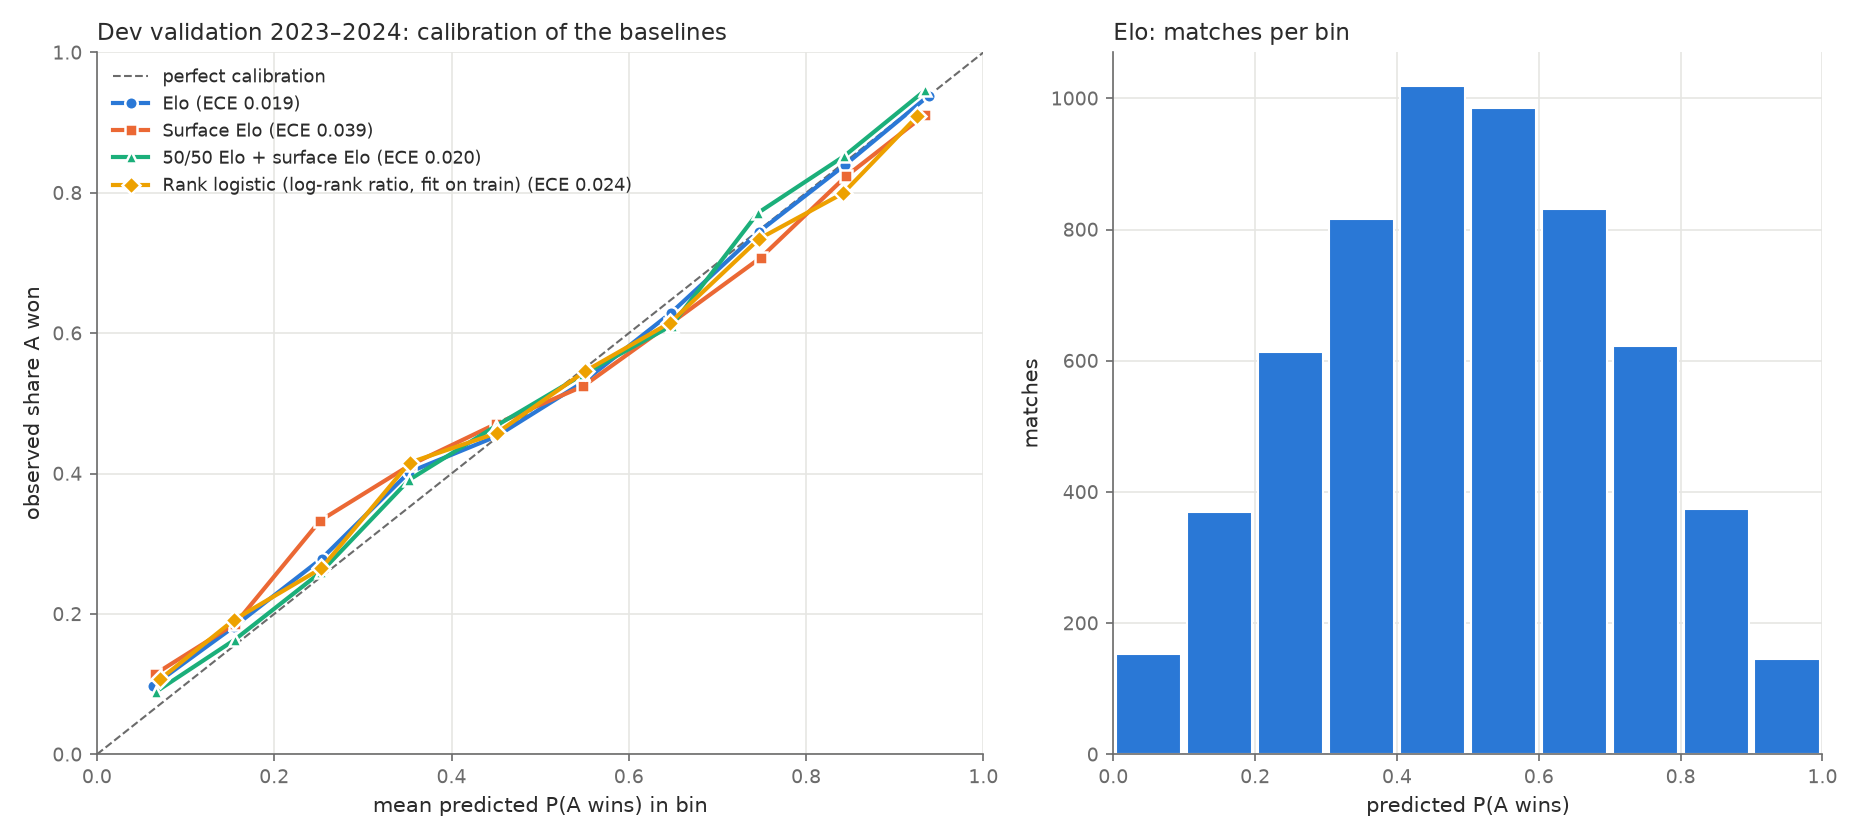 Dev validation 2023–2024: calibration of the baselines
perfect calibration
Elo (ECE 0.019)
Surface Elo (ECE 0.039)
50/50 Elo + surface Elo (ECE 0.020)
Rank logistic (log-rank ratio, fit on train) (ECE 0.024)
1.0
0.8
0.6
0.4
0.2
0.0
observed share A won
0.0 0.2 0.4 0.6 0.8 1.0
mean predicted P(A wins) in bin
Elo: matches per bin
1000
800
600
400
200
0
matches
0.0 0.2 0.4 0.6 0.8 1.0
predicted P(A wins)